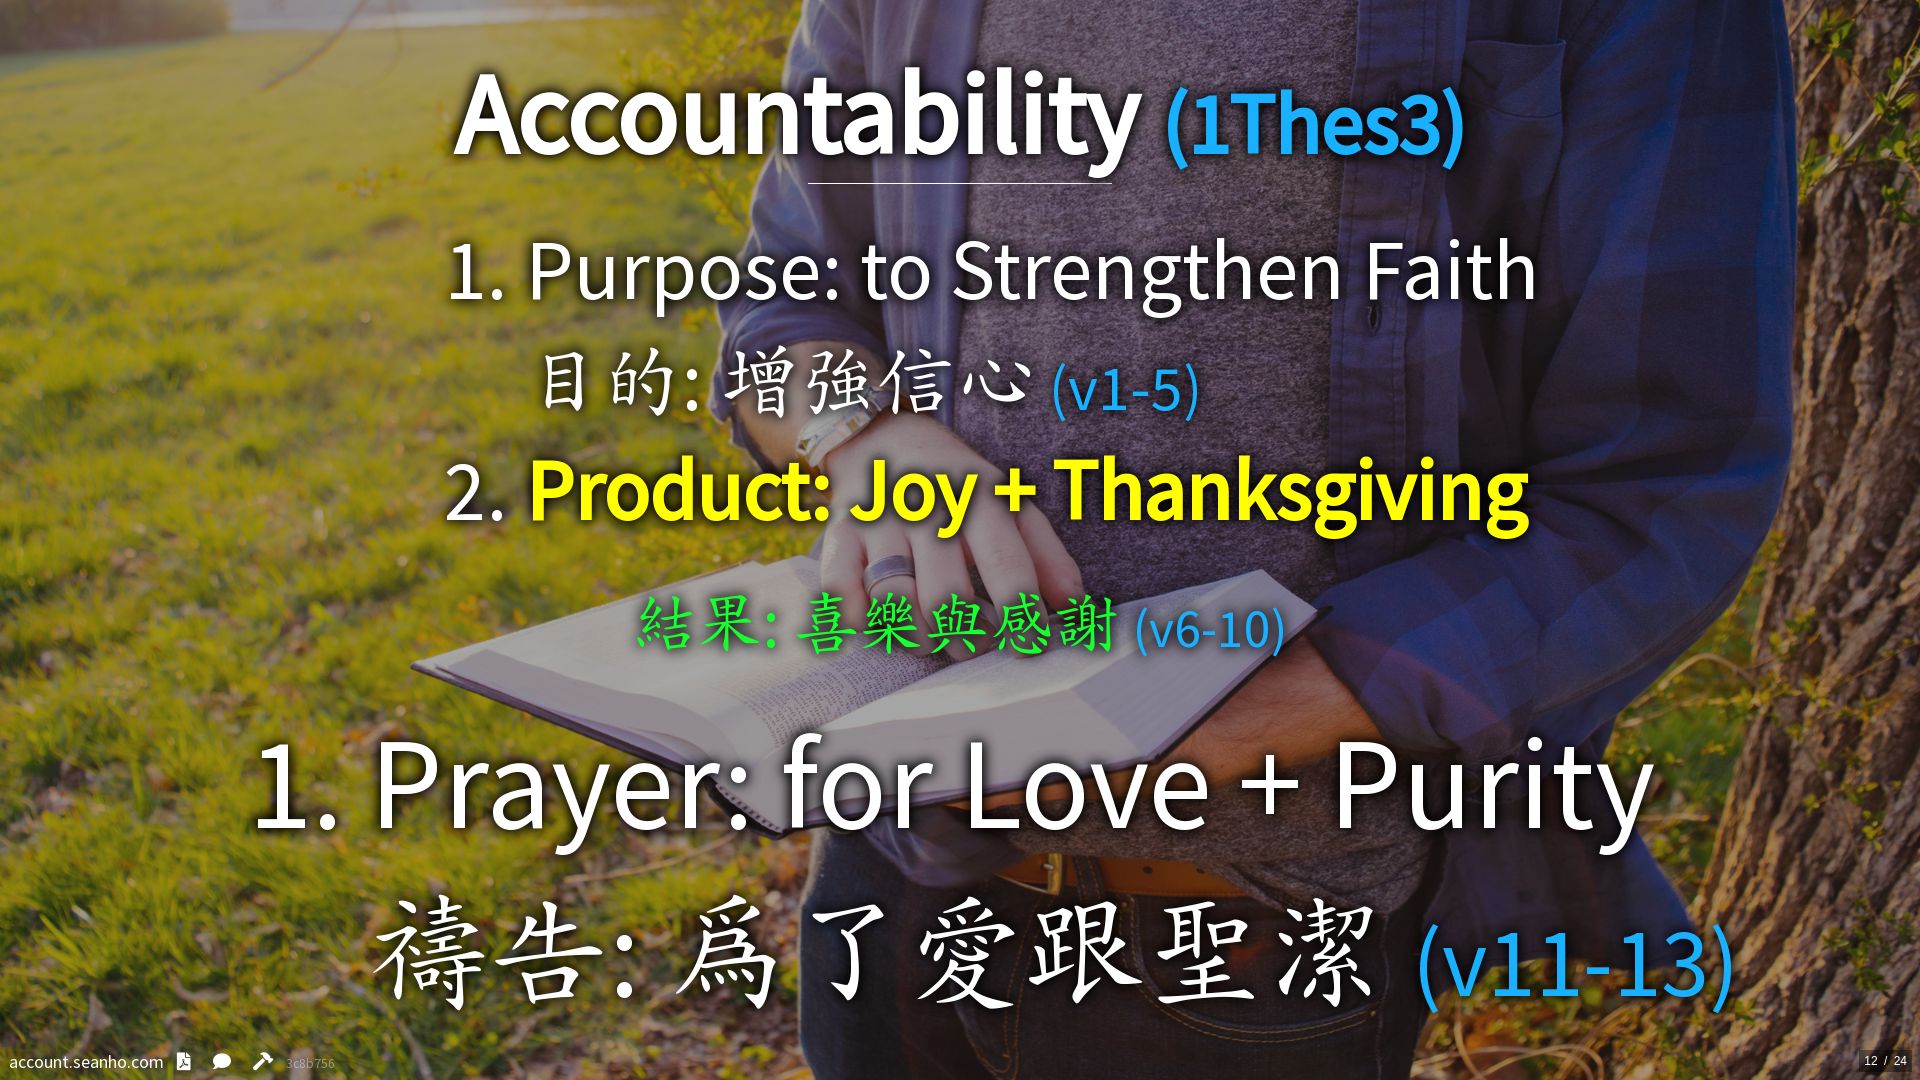 Accountability (1Thes3)
1. Purpose: to Strengthen Faith
目的: 增強信心 (v1-5)
2. Product: Joy + Thanksgiving
結果: 喜樂與感謝 (v6-10)
1. Prayer: for Love + Purity
禱告: 爲了愛跟聖潔 (v11-13)
account.seanho.com 3c8b756
12 / 24